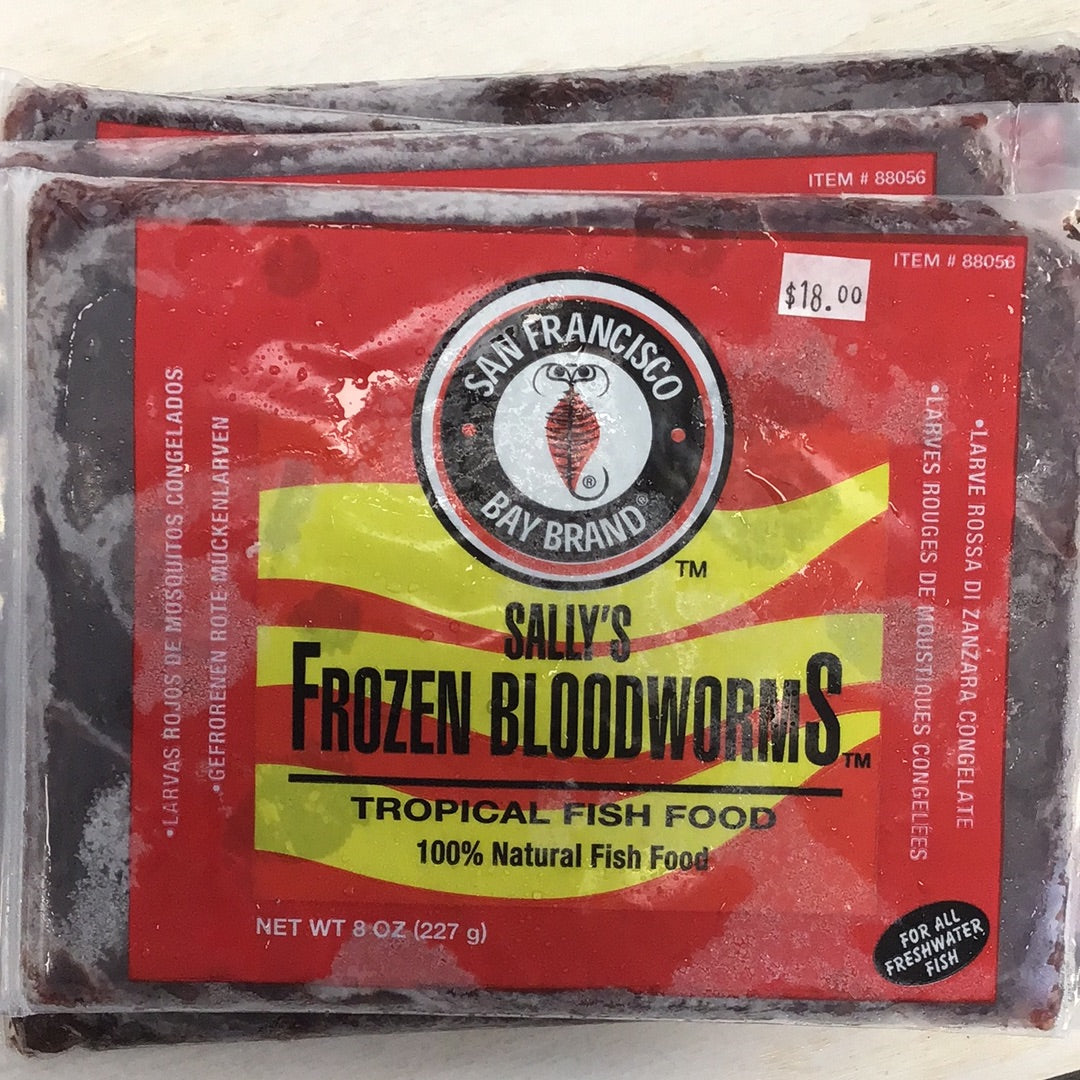 ITEM # 88056
ITEM # 88056
$18.00
SAN FRANCISCO
®
BAY BRAND®
TM
SALLY'S
FROZEN BLOODWORMS TM
TROPICAL FISH FOOD
100% Natural Fish Food
NET WT 8 OZ (227 g)
FOR ALL
FRESHWATER
FISH
•LARVAS ROJOS DE MOSQUITOS CONGELADOS
•GEFRORENEN ROTE MÜCKENLARVEN
•LARVES ROUGES DE MOUSTIQUES CONGELÉES
•LARVE ROSSA DI ZANZARA CONGELATE